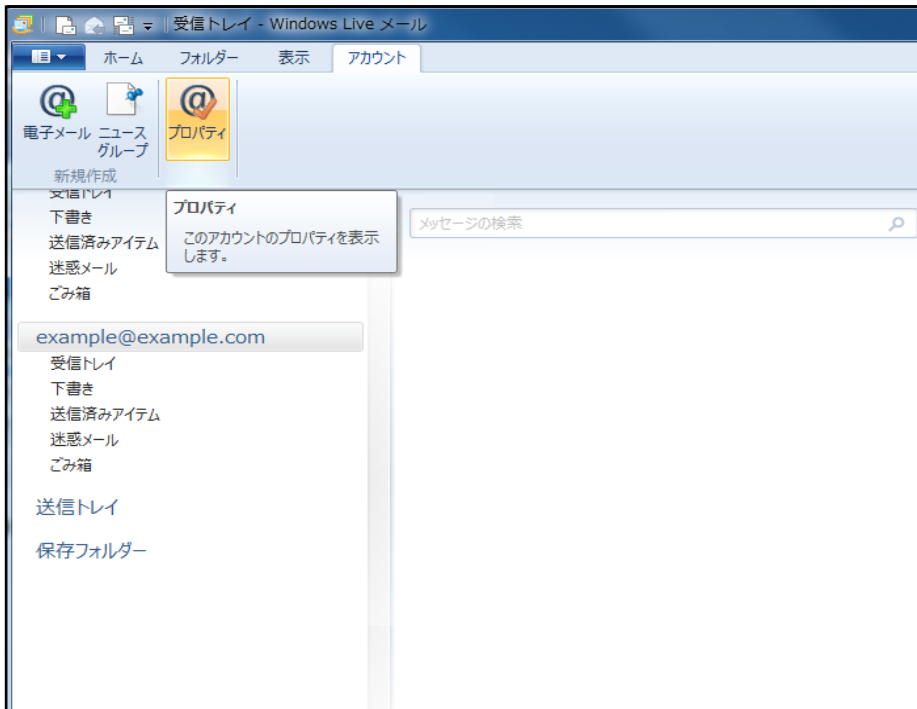 受信トレイ - Windows Live メール
ホーム フォルダー 表示 アカウント
電子メール ニュース グループ プロパティ
新規作成
受信トレイ
下書き
送信済みアイテム
迷惑メール
ごみ箱
プロパティ
このアカウントのプロパティを表示
します。
メッセージの検索
example@example.com
受信トレイ
下書き
送信済みアイテム
迷惑メール
ごみ箱
送信トレイ
保存フォルダー